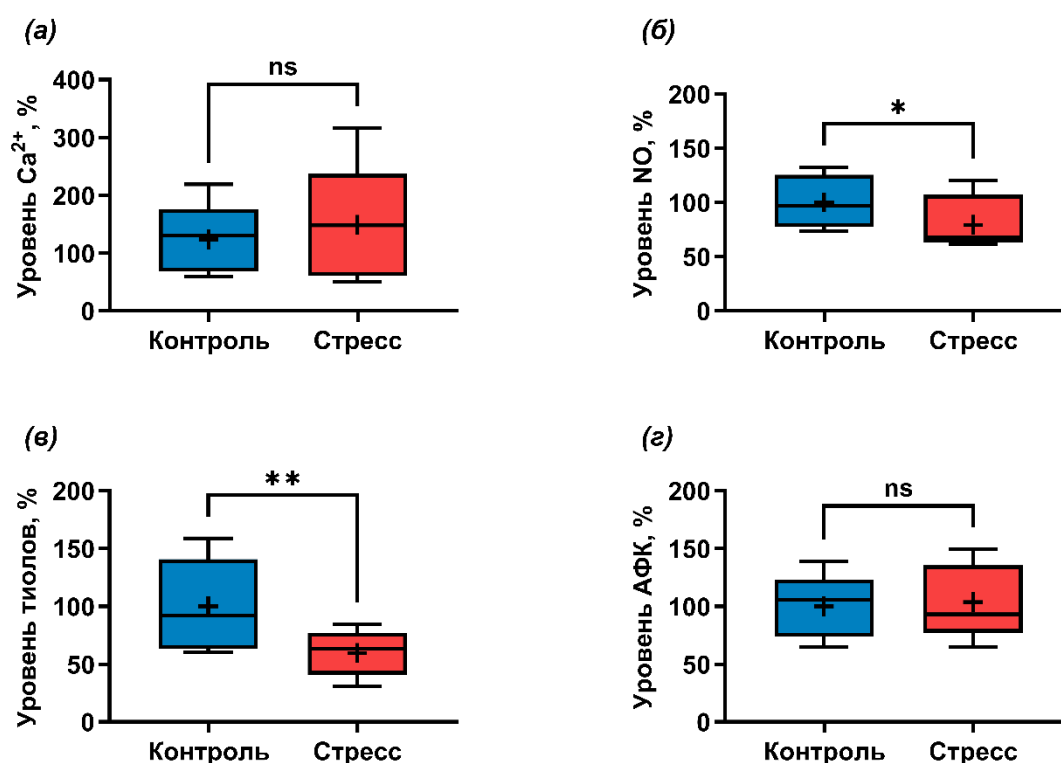 (а)
ns
Уровень Ca²⁺, %
400
300
200
100
0
Контроль Стресс
(б)
*
Уровень NO, %
200
150
100
50
0
Контроль Стресс
(в)
**
Уровень тиолов, %
200
150
100
50
0
Контроль Стресс
(г)
ns
Уровень АФК, %
200
150
100
50
0
Контроль Стресс